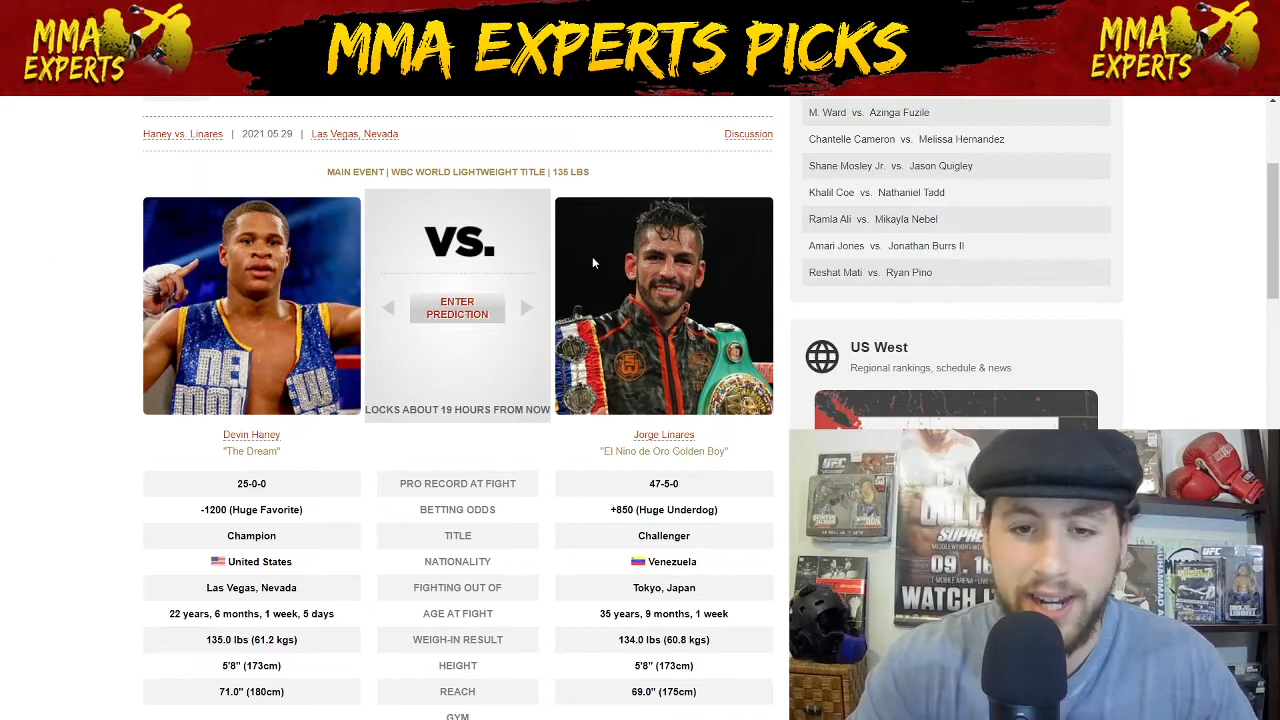 MMA EXPERTS
MMA EXPERTS PICKS
MMA EXPERTS
Haney vs. Linares | 2021.05.29 | Las Vegas, Nevada
Discussion
MAIN EVENT | WBC WORLD LIGHTWEIGHT TITLE | 135 LBS
VS.
ENTER
PREDICTION
LOCKS ABOUT 19 HOURS FROM NOW
Devin Haney
"The Dream"
Jorge Linares
"El Nino de Oro Golden Boy"
25-0-0 PRO RECORD AT FIGHT 47-5-0
-1200 (Huge Favorite) BETTING ODDS +850 (Huge Underdog)
Champion TITLE Challenger
United States NATIONALITY Venezuela
Las Vegas, Nevada FIGHTING OUT OF Tokyo, Japan
22 years, 6 months, 1 week, 5 days AGE AT FIGHT 35 years, 9 months, 1 week
135.0 lbs (61.2 kgs) WEIGH-IN RESULT 134.0 lbs (60.8 kgs)
5'8" (173cm) HEIGHT 5'8" (173cm)
71.0" (180cm) REACH 69.0" (175cm)
GYM
M. Ward vs. Azinga Fuzile
Chantelle Cameron vs. Melissa Hernandez
Shane Mosley Jr. vs. Jason Quigley
Khalil Coe vs. Nathaniel Tadd
Ramla Ali vs. Mikayla Nebel
Amari Jones vs. Jonathan Burrs II
Reshat Mati vs. Ryan Pino
US West
Regional rankings, schedule & news
UFC
09.16
WATCH
UFC
LIDDELL